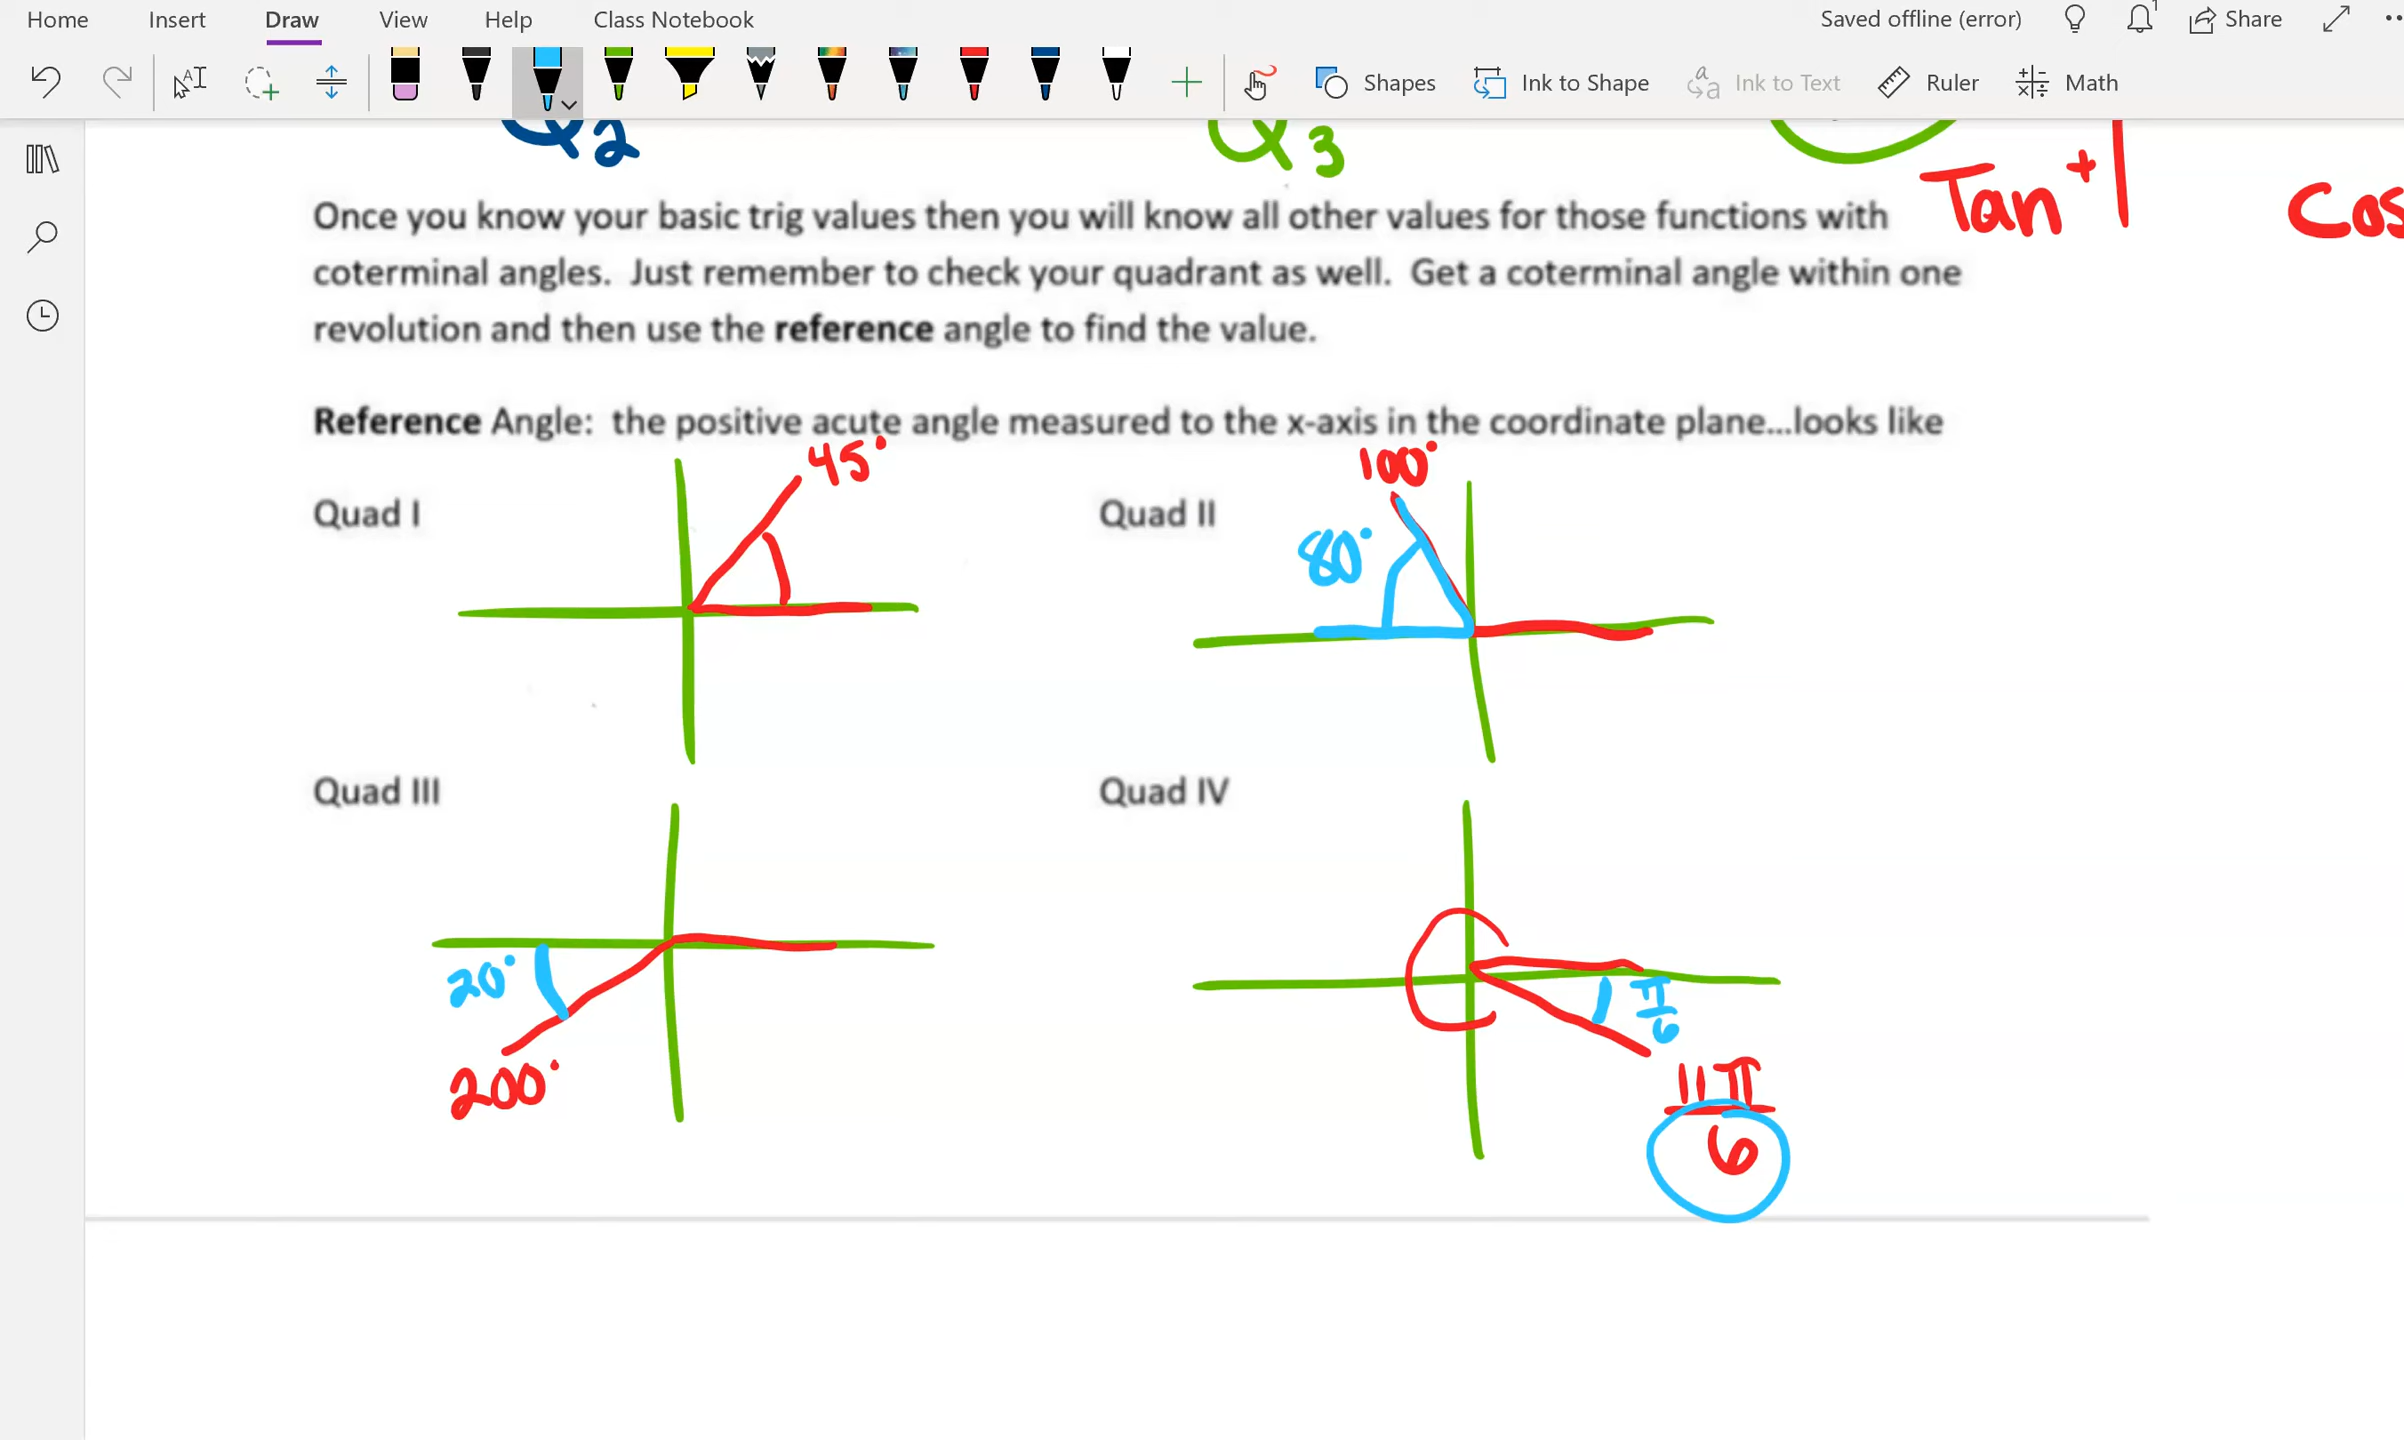 Home Insert Draw View Help Class Notebook Saved offline (error) 1 Share
Shapes Ink to Shape Ink to Text Ruler Math
Q2 Q3
Tan + Cos
Once you know your basic trig values then you will know all other values for those functions with
coterminal angles. Just remember to check your quadrant as well. Get a coterminal angle within one
revolution and then use the reference angle to find the value.
Reference Angle: the positive acute angle measured to the x-axis in the coordinate plane...looks like
45° 100°
Quad I Quad II
80°
Quad III Quad IV
20° π/6
200° 11π/6